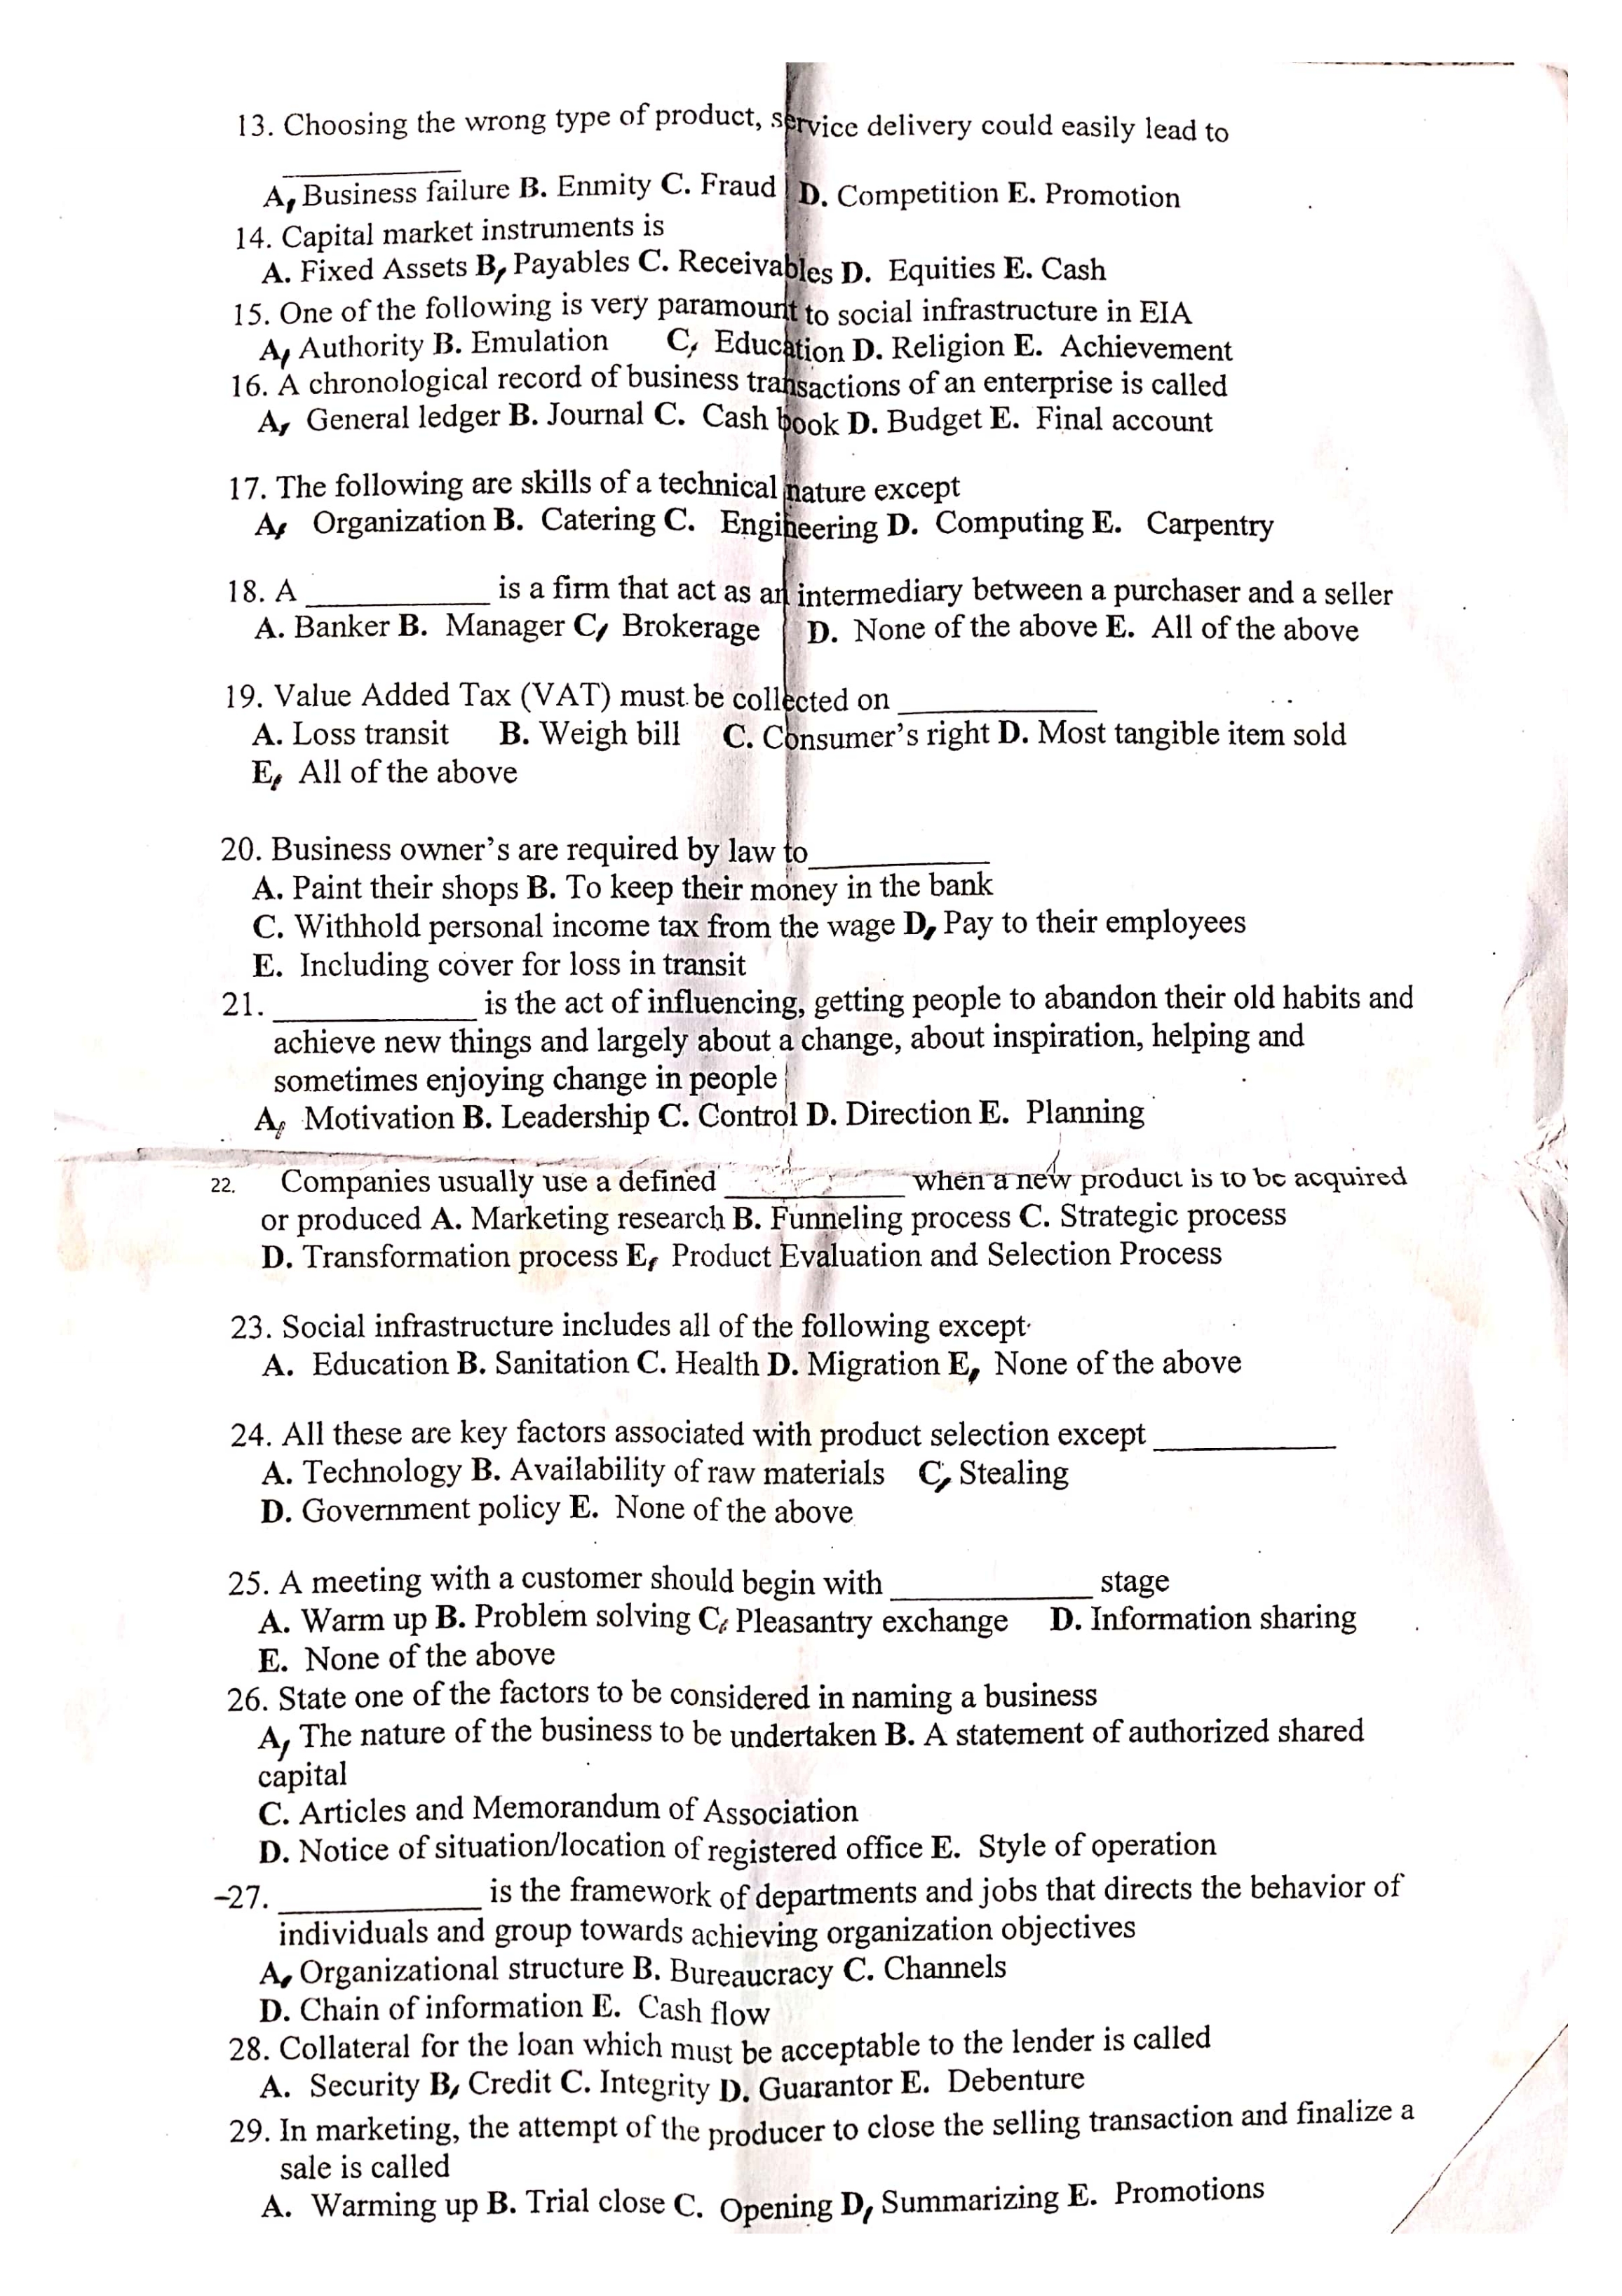 13. Choosing the wrong type of product, service delivery could easily lead to
____________
A, Business failure B. Enmity C. Fraud D. Competition E. Promotion
14. Capital market instruments is
A. Fixed Assets B, Payables C. Receivables D. Equities E. Cash
15. One of the following is very paramount to social infrastructure in EIA
A, Authority B. Emulation C, Education D. Religion E. Achievement
16. A chronological record of business transactions of an enterprise is called
A, General ledger B. Journal C. Cash book D. Budget E. Final account
17. The following are skills of a technical nature except
A, Organization B. Catering C. Engineering D. Computing E. Carpentry
18. A ____________ is a firm that act as an intermediary between a purchaser and a seller
A. Banker B. Manager C, Brokerage D. None of the above E. All of the above
19. Value Added Tax (VAT) must be collected on ____________
A. Loss transit B. Weigh bill C. Consumer's right D. Most tangible item sold
E, All of the above
20. Business owner's are required by law to____________
A. Paint their shops B. To keep their money in the bank
C. Withhold personal income tax from the wage D, Pay to their employees
E. Including cover for loss in transit
21. ____________ is the act of influencing, getting people to abandon their old habits and
achieve new things and largely about a change, about inspiration, helping and
sometimes enjoying change in people
A, Motivation B. Leadership C. Control D. Direction E. Planning
22. Companies usually use a defined ____________ when a new product is to be acquired
or produced A. Marketing research B. Funneling process C. Strategic process
D. Transformation process E, Product Evaluation and Selection Process
23. Social infrastructure includes all of the following except
A. Education B. Sanitation C. Health D. Migration E, None of the above
24. All these are key factors associated with product selection except ____________
A. Technology B. Availability of raw materials C, Stealing
D. Government policy E. None of the above
25. A meeting with a customer should begin with ____________ stage
A. Warm up B. Problem solving C, Pleasantry exchange D. Information sharing
E. None of the above
26. State one of the factors to be considered in naming a business
A, The nature of the business to be undertaken B. A statement of authorized shared
capital
C. Articles and Memorandum of Association
D. Notice of situation/location of registered office E. Style of operation
-27. ____________ is the framework of departments and jobs that directs the behavior of
individuals and group towards achieving organization objectives
A, Organizational structure B. Bureaucracy C. Channels
D. Chain of information E. Cash flow
28. Collateral for the loan which must be acceptable to the lender is called
A. Security B, Credit C. Integrity D. Guarantor E. Debenture
29. In marketing, the attempt of the producer to close the selling transaction and finalize a
sale is called
A. Warming up B. Trial close C. Opening D, Summarizing E. Promotions